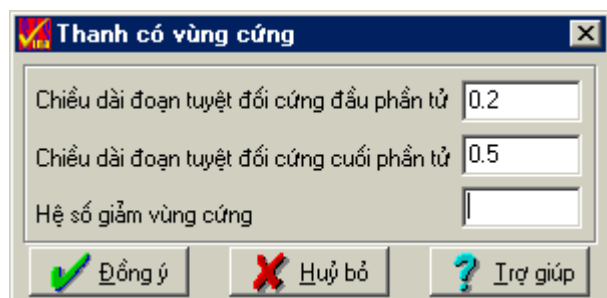 Thanh có vùng cứng
Chiều dài đoạn tuyệt đối cứng đầu phần tử 0.2
Chiều dài đoạn tuyệt đối cứng cuối phần tử 0.5
Hệ số giảm vùng cứng
Đồng ý Huỷ bỏ Trợ giúp